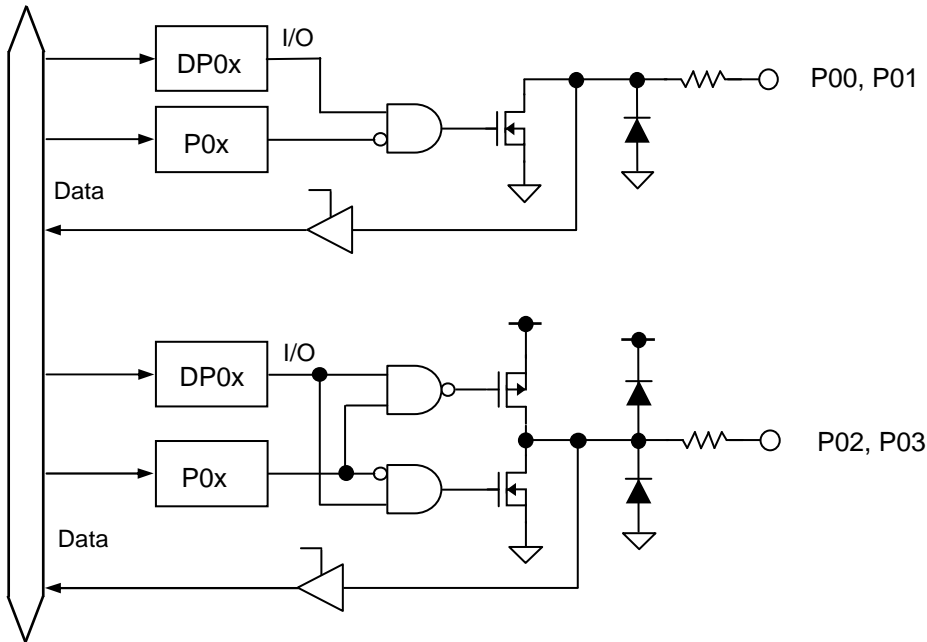 I/O
DP0x
P00, P01
P0x
Data
I/O
DP0x
P02, P03
P0x
Data